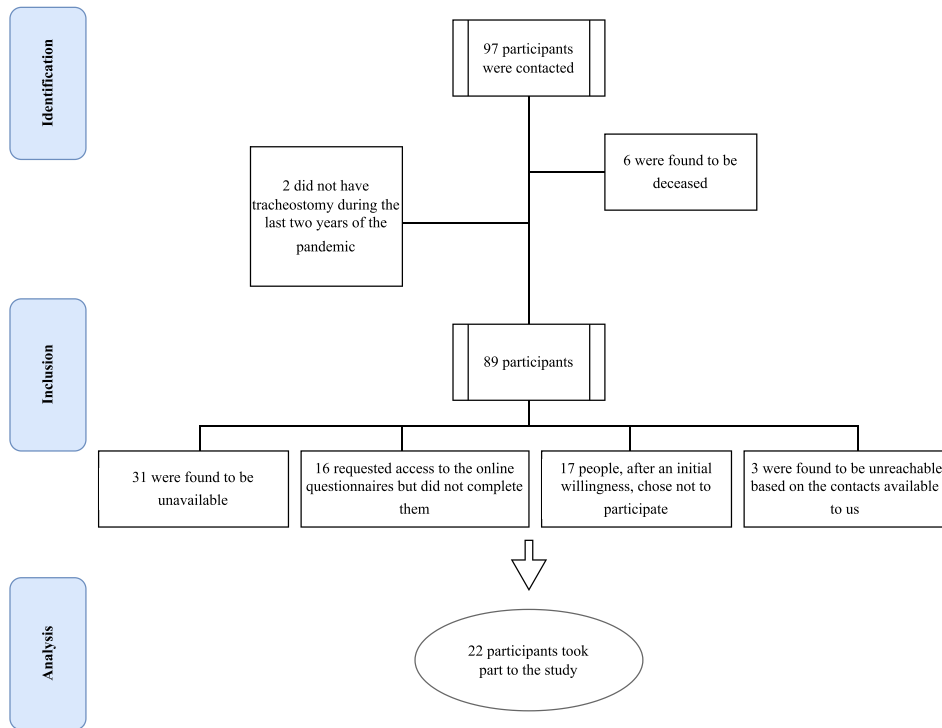 Identification
97 participants
were contacted
6 were found to be
deceased
2 did not have
tracheostomy during the
last two years of the
pandemic
Inclusion
89 participants
31 were found to be
unavailable
16 requested access to the online
questionnaires but did not complete
them
17 people, after an initial
willingness, chose not to
participate
3 were found to be unreachable
based on the contacts available
to us
Analysis
22 participants took
part to the study